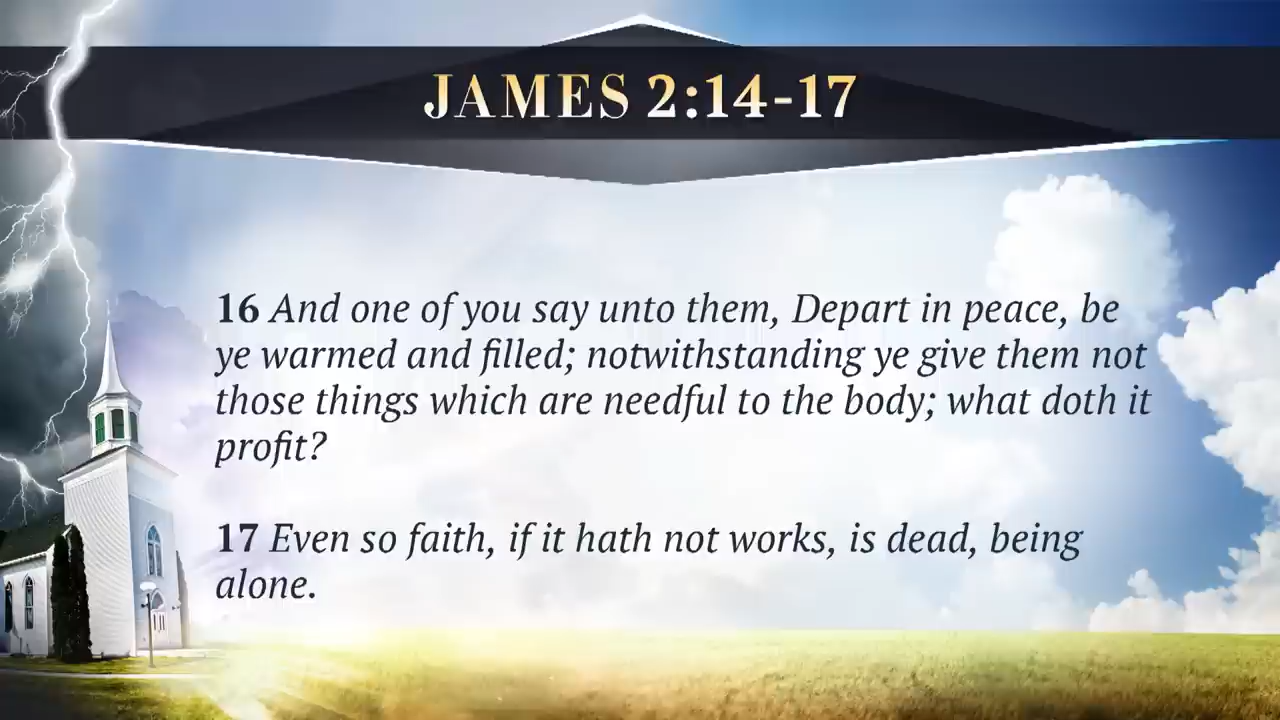 JAMES 2:14-17
16 And one of you say unto them, Depart in peace, be
ye warmed and filled; notwithstanding ye give them not
those things which are needful to the body; what doth it
profit?
17 Even so faith, if it hath not works, is dead, being
alone.